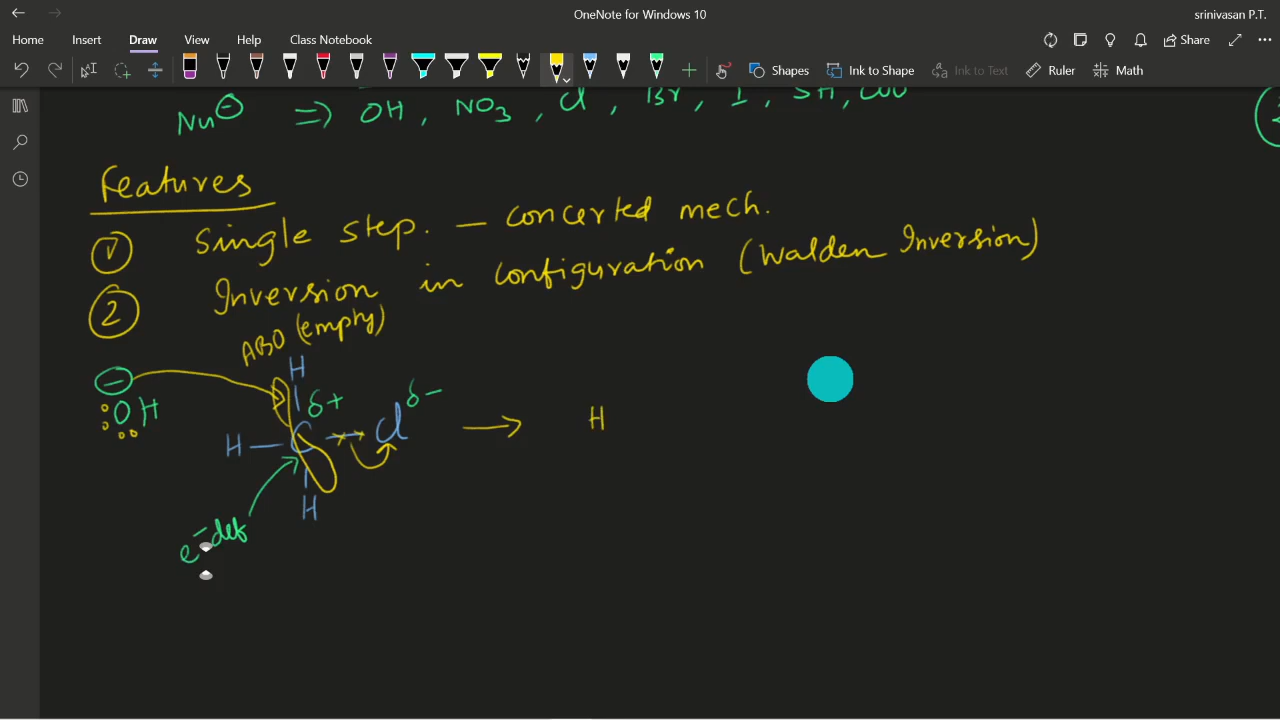 OneNote for Windows 10
srinivasan P.T.
Home Insert Draw View Help Class Notebook
Share
Shapes Ink to Shape Ink to Text Ruler Math
Nu⊖ ⇒ OH, NO3, Cl, Br, I, SH,
Features
① Single step. — concerted mech.
② Inversion in configuration (Walden Inversion)
ABO (empty)
H
⊖ δ+ δ−
:OH
H — C — Cl → H
H
e− def